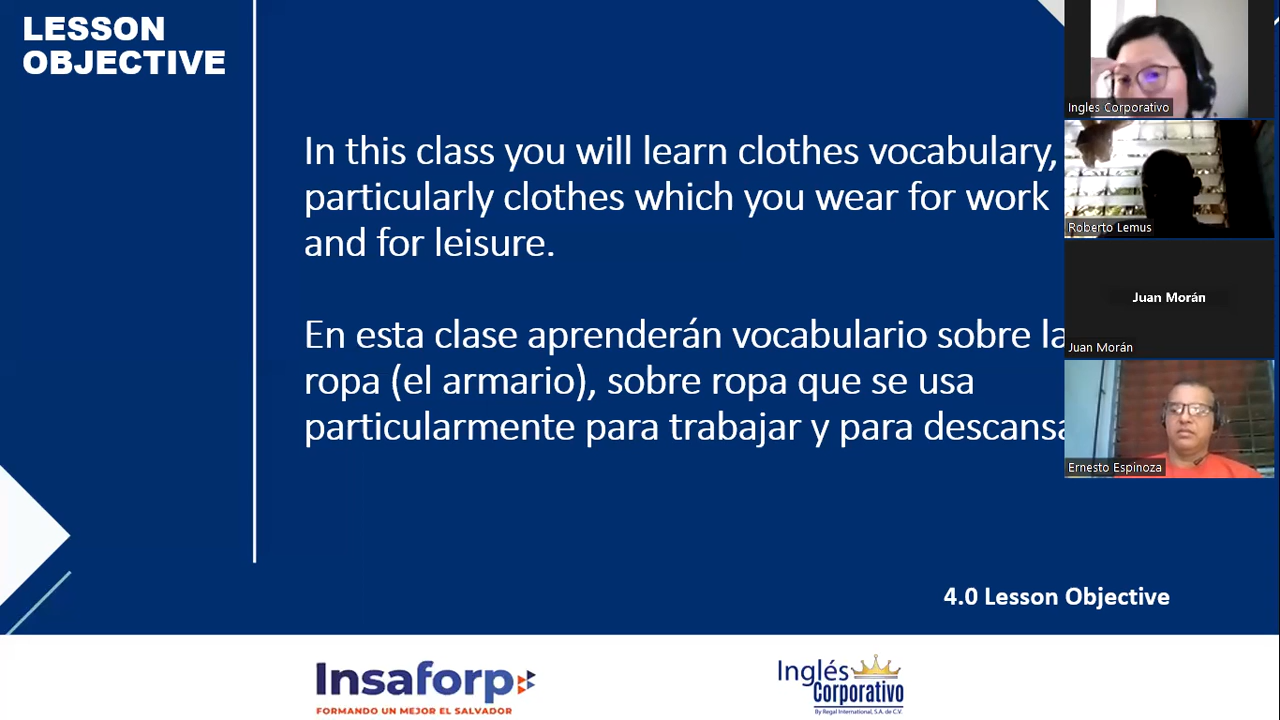 LESSON
OBJECTIVE
In this class you will learn clothes vocabulary,
particularly clothes which you wear for work
and for leisure.
En esta clase aprenderán vocabulario sobre la
ropa (el armario), sobre ropa que se usa
particularmente para trabajar y para descansa
4.0 Lesson Objective
Insaforp
FORMANDO UN MEJOR EL SALVADOR
Inglés
Corporativo
By Regal International, S.A. de C.V.
Ingles Corporativo
Roberto Lemus
Juan Morán
Juan Morán
Ernesto Espinoza